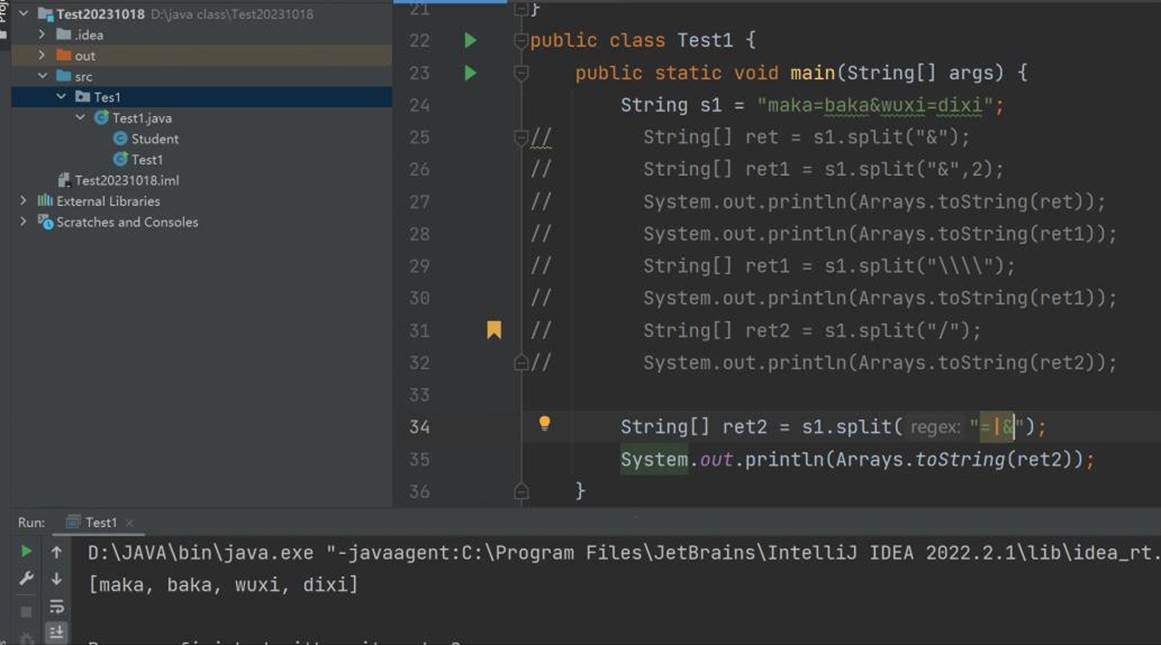 Test20231018 D:\java class\Test20231018
.idea
out
src
Tes1
Test1.java
Student
Test1
Test20231018.iml
External Libraries
Scratches and Consoles
21 }
22 public class Test1 {
23 public static void main(String[] args) {
24 String s1 = "maka=baka&wuxi=dixi";
25 // String[] ret = s1.split("&");
26 // String[] ret1 = s1.split("&",2);
27 // System.out.println(Arrays.toString(ret));
28 // System.out.println(Arrays.toString(ret1));
29 // String[] ret1 = s1.split("\\\\");
30 // System.out.println(Arrays.toString(ret1));
31 // String[] ret2 = s1.split("/");
32 // System.out.println(Arrays.toString(ret2));
33
34 String[] ret2 = s1.split( regex: "=|&");
35 System.out.println(Arrays.toString(ret2));
36 }
Run: Test1 ×
D:\JAVA\bin\java.exe "-javaagent:C:\Program Files\JetBrains\IntelliJ IDEA 2022.2.1\lib\idea_rt.
[maka, baka, wuxi, dixi]